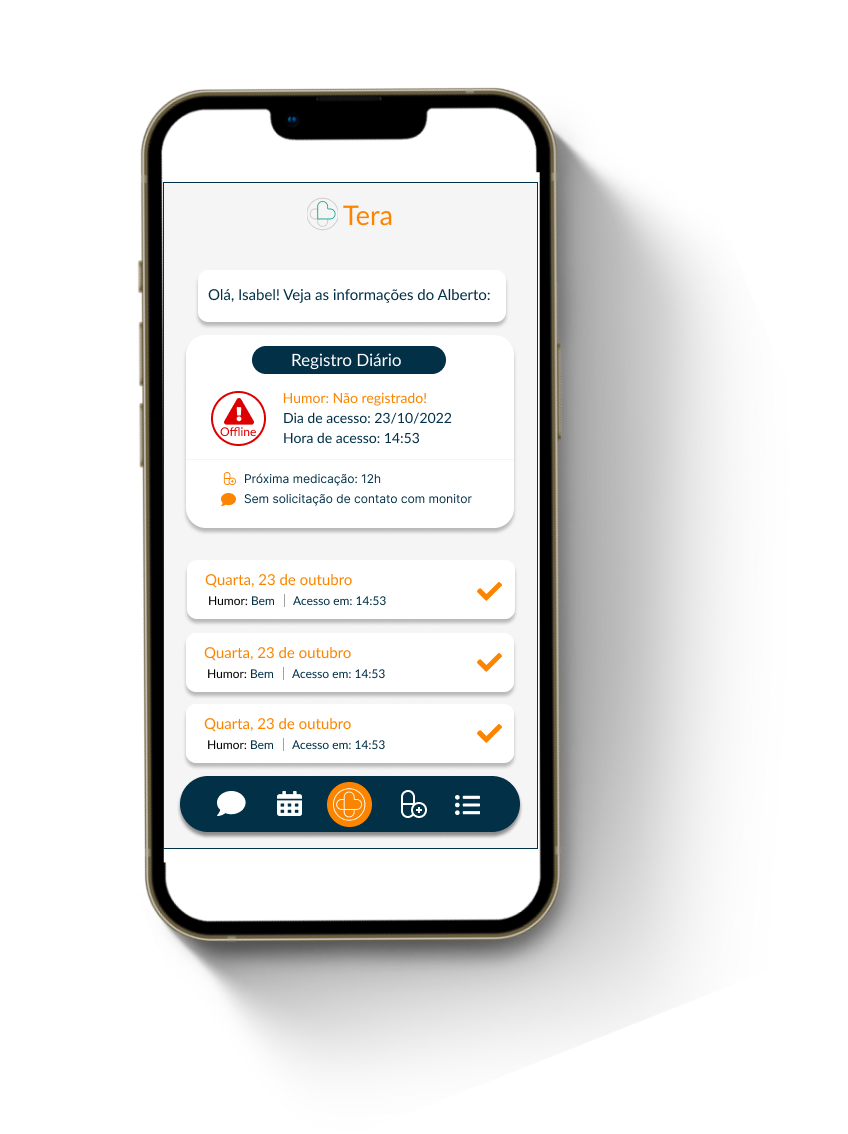 Tera
Olá, Isabel! Veja as informações do Alberto:
Registro Diário
Offline
Humor: Não registrado!
Dia de acesso: 23/10/2022
Hora de acesso: 14:53
Próxima medicação: 12h
Sem solicitação de contato com monitor
Quarta, 23 de outubro
Humor: Bem | Acesso em: 14:53
Quarta, 23 de outubro
Humor: Bem | Acesso em: 14:53
Quarta, 23 de outubro
Humor: Bem | Acesso em: 14:53